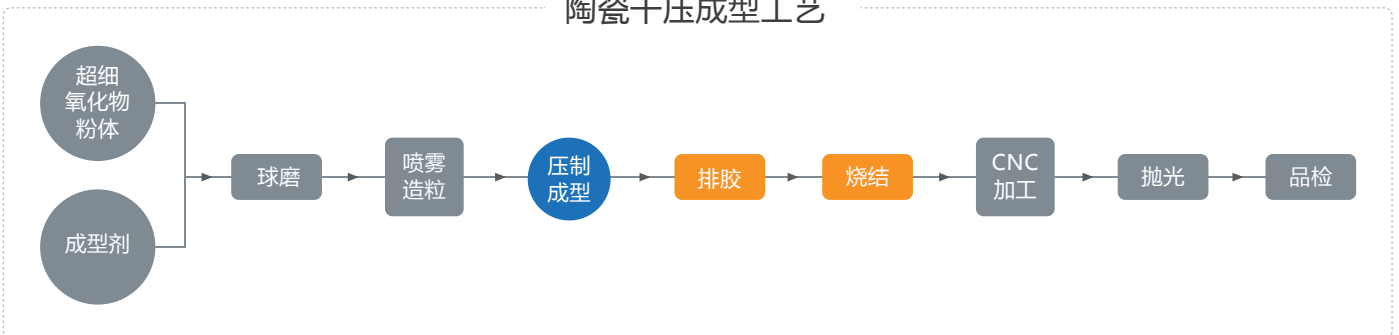 陶瓷干压成型工艺
超细
氧化物
粉体
成型剂
球磨
喷雾
造粒
压制
成型
排胶
烧结
CNC
加工
抛光
品检